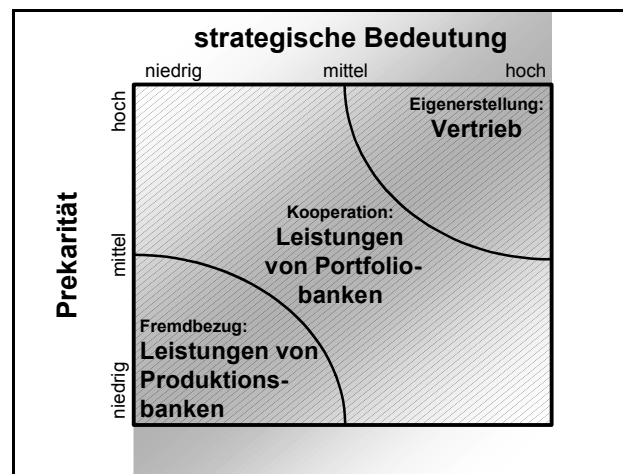 strategische Bedeutung
niedrig mittel hoch
Prekarität
hoch
mittel
niedrig
Eigenerstellung:
Vertrieb
Kooperation:
Leistungen
von Portfolio-
banken
Fremdbezug:
Leistungen von
Produktions-
banken